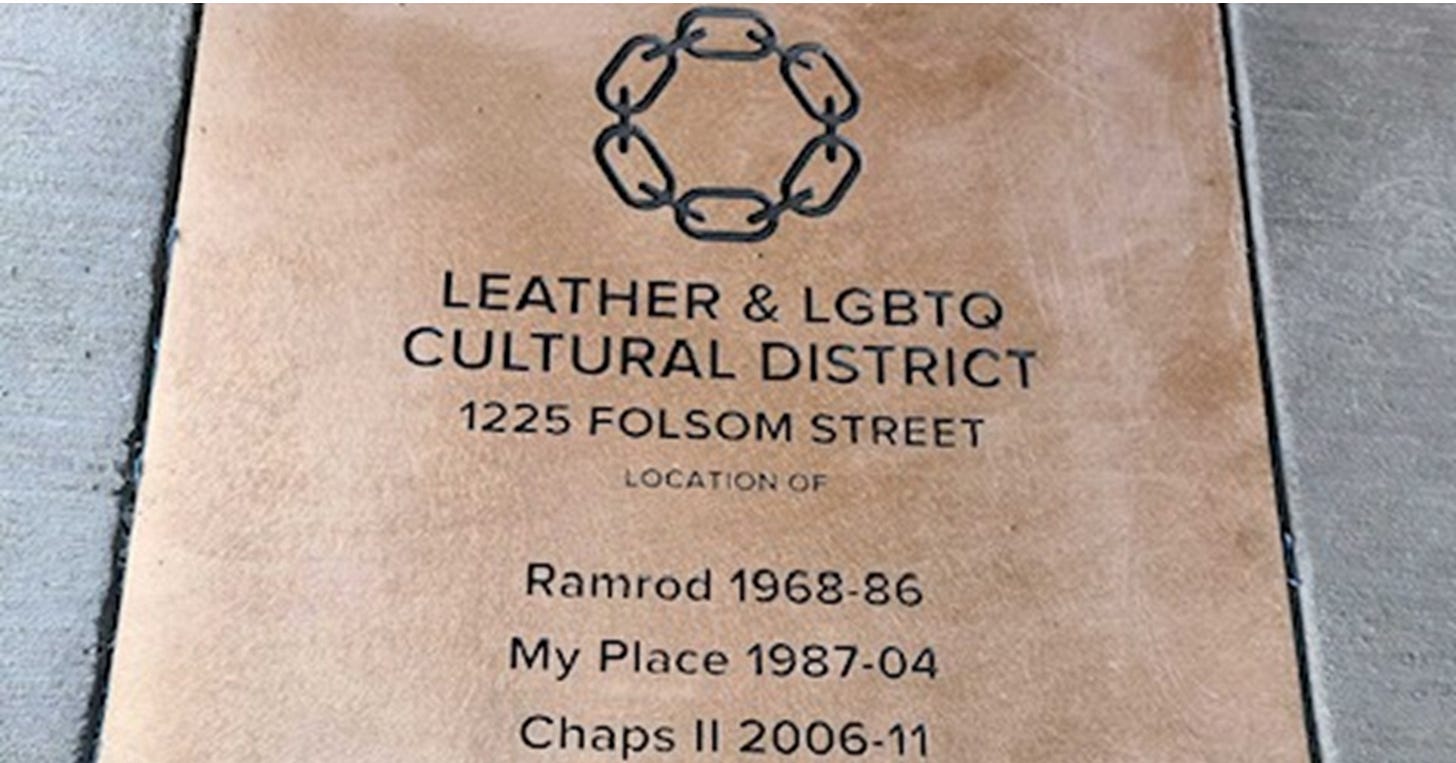 LEATHER & LGBTQ
CULTURAL DISTRICT
1225 FOLSOM STREET
LOCATION OF
Ramrod 1968-86
My Place 1987-04
Chaps II 2006-11